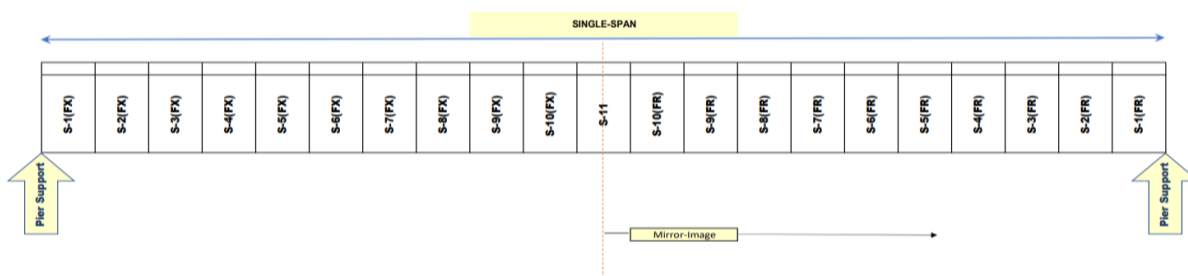 SINGLE-SPAN
S-1(FX)
S-2(FX)
S-3(FX)
S-4(FX)
S-5(FX)
S-6(FX)
S-7(FX)
S-8(FX)
S-9(FX)
S-10(FX)
S-11
S-10(FR)
S-9(FR)
S-8(FR)
S-7(FR)
S-6(FR)
S-5(FR)
S-4(FR)
S-3(FR)
S-2(FR)
S-1(FR)
Pier Support
Pier Support
Mirror-Image